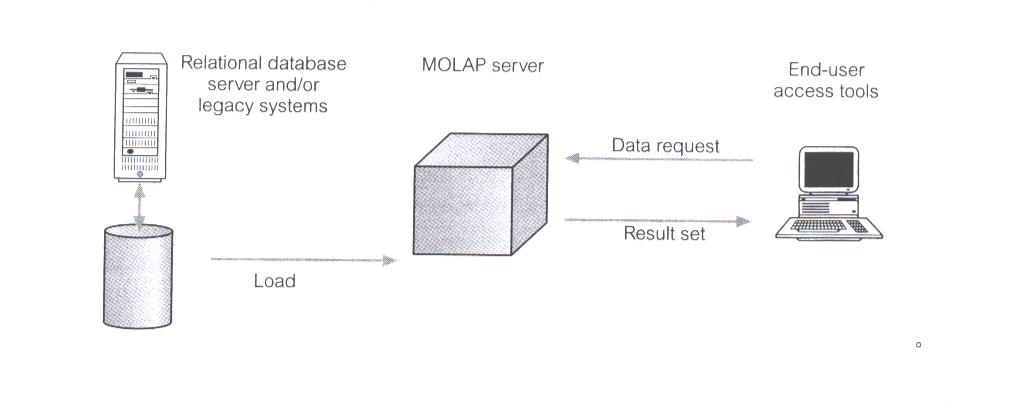 Relational database
server and/or
legacy systems
MOLAP server
End-user
access tools
Data request
Result set
Load